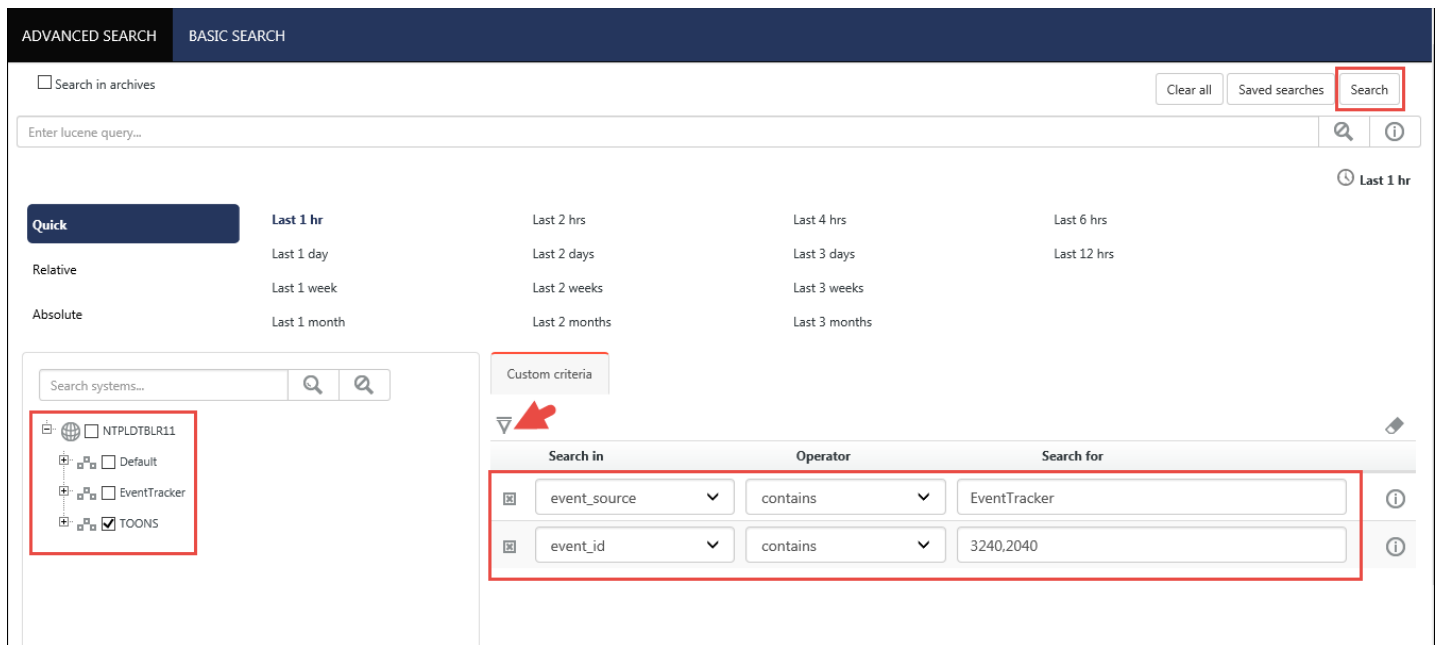 ADVANCED SEARCH BASIC SEARCH
Search in archives
Clear all Saved searches Search
Enter lucene query...
Last 1 hr
Quick Last 1 hr Last 2 hrs Last 4 hrs Last 6 hrs
Last 1 day Last 2 days Last 3 days Last 12 hrs
Relative
Last 1 week Last 2 weeks Last 3 weeks
Absolute
Last 1 month Last 2 months Last 3 months
Custom criteria
Search systems...
NTPLDTBLR11
Default
EventTracker
TOONS
Search in Operator Search for
event_source contains EventTracker
event_id contains 3240,2040